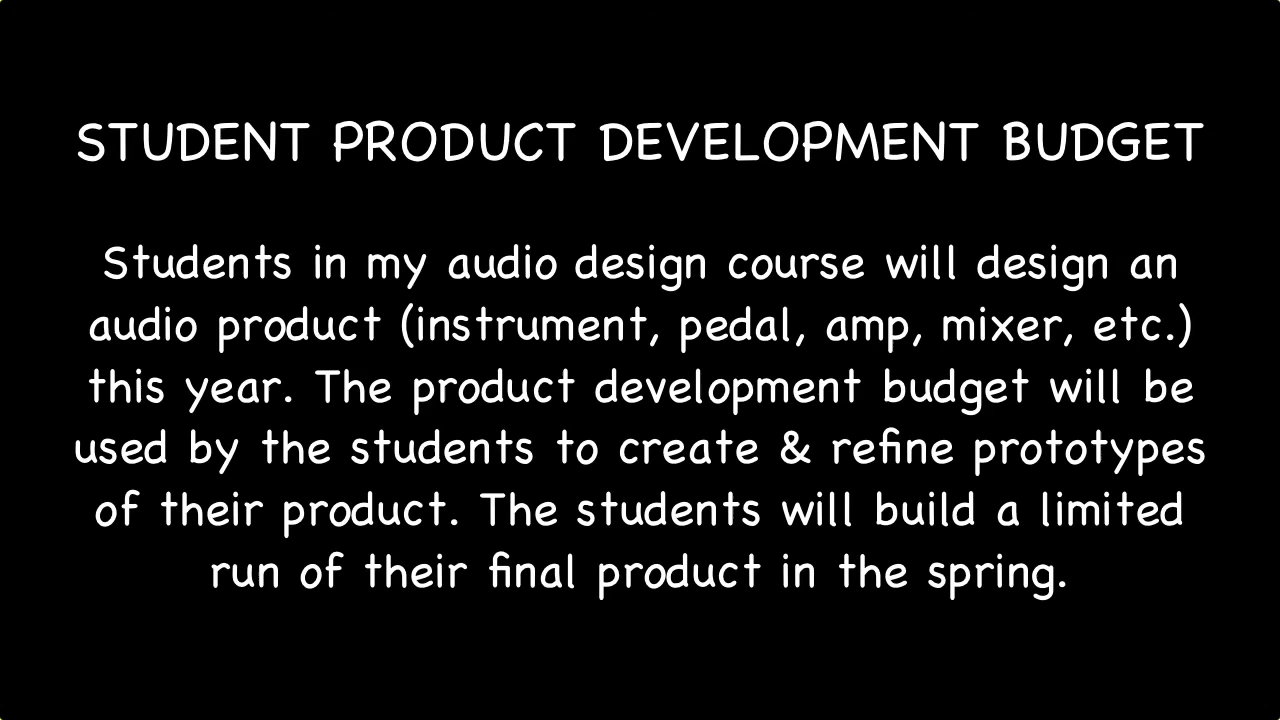 STUDENT PRODUCT DEVELOPMENT BUDGET
Students in my audio design course will design an
audio product (instrument, pedal, amp, mixer, etc.)
this year. The product development budget will be
used by the students to create & refine prototypes
of their product. The students will build a limited
run of their final product in the spring.